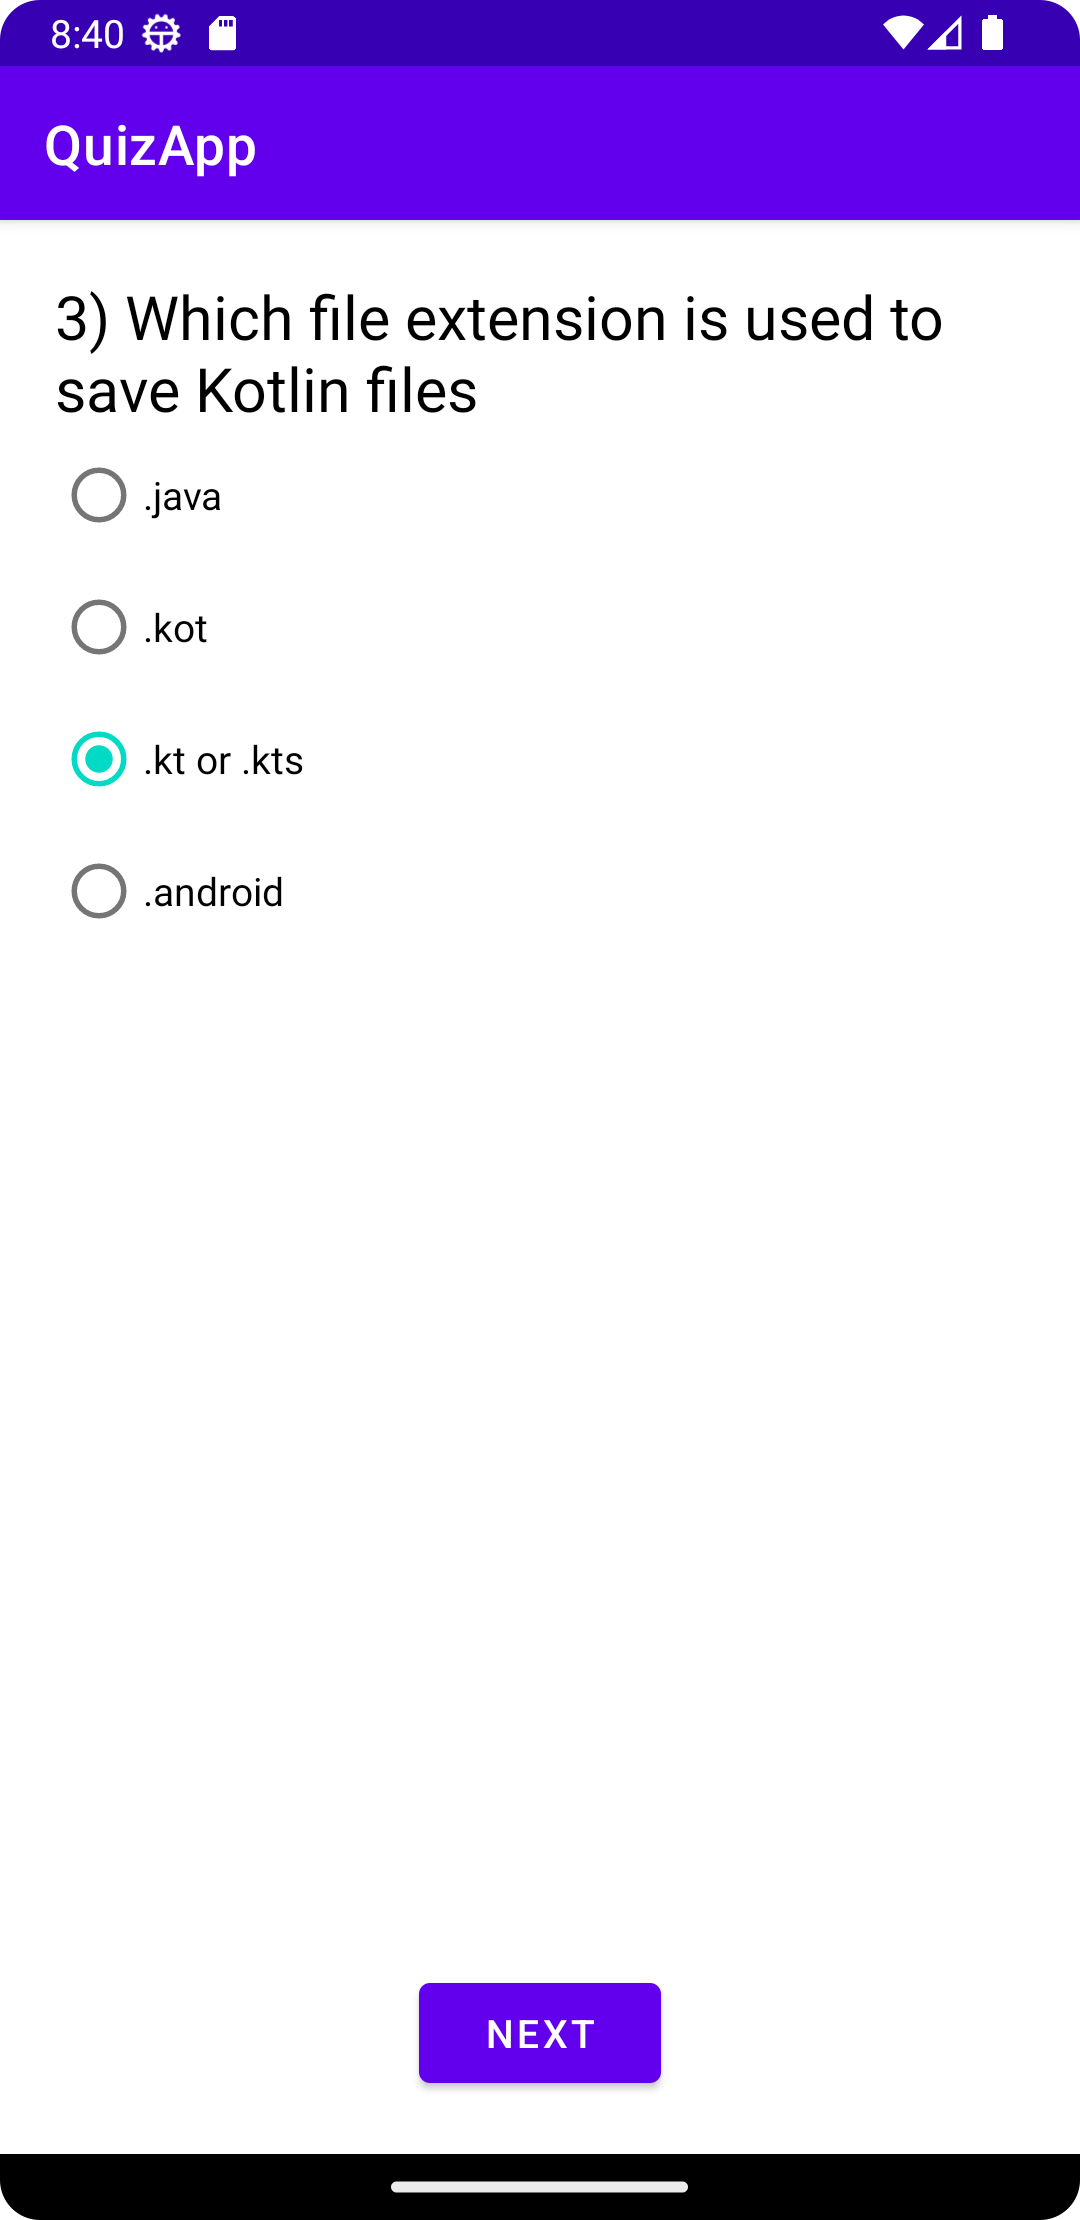 8:40
QuizApp
3) Which file extension is used to
save Kotlin files
.java
.kot
.kt or .kts
.android
NEXT